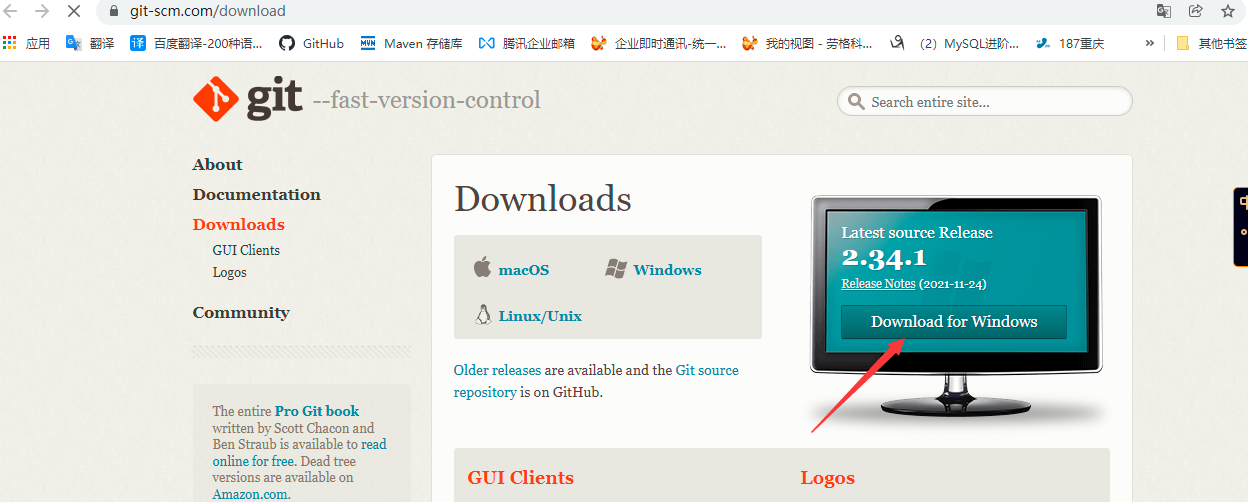 git-scm.com/download
应用 翻译 百度翻译-200种语... GitHub Maven 存储库 腾讯企业邮箱 企业即时通讯-统一... 我的视图 - 劳格科... (2) MySQL进阶... 187重庆 » 其他书签
git --fast-version-control
Search entire site...
About
Documentation
Downloads
GUI Clients
Logos
Community
The entire Pro Git book
written by Scott Chacon and
Ben Straub is available to read
online for free. Dead tree
versions are available on
Amazon.com.
Downloads
macOS Windows
Linux/Unix
Older releases are available and the Git source
repository is on GitHub.
Latest source Release
2.34.1
Release Notes (2021-11-24)
Download for Windows
GUI Clients Logos